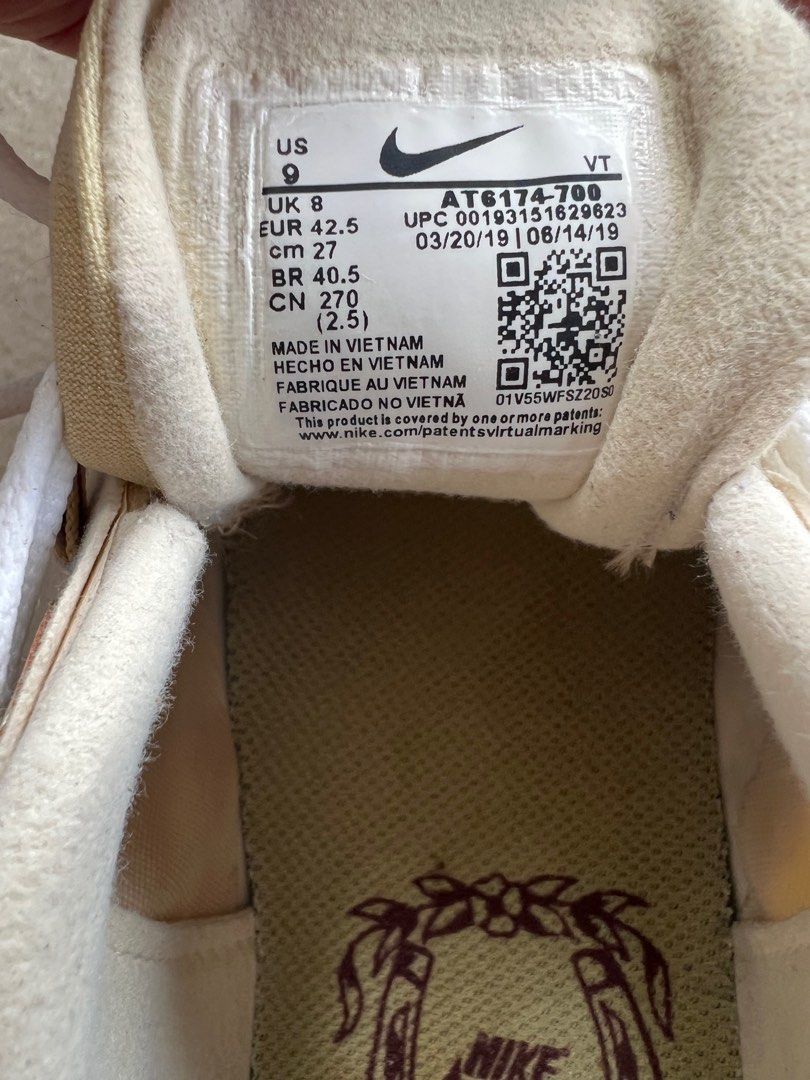 US
9
VT
UK 8
EUR 42.5
cm 27
BR 40.5
CN 270
(2.5)
AT6174-700
UPC 00193151629623
03/20/19 | 06/14/19
01V55WFSZ20S0
MADE IN VIETNAM
HECHO EN VIETNAM
FABRIQUE AU VIETNAM
FABRICADO NO VIETNÃ
This product is covered by one or more patents:
www.nike.com/patentsvirtualmarking
NIKE